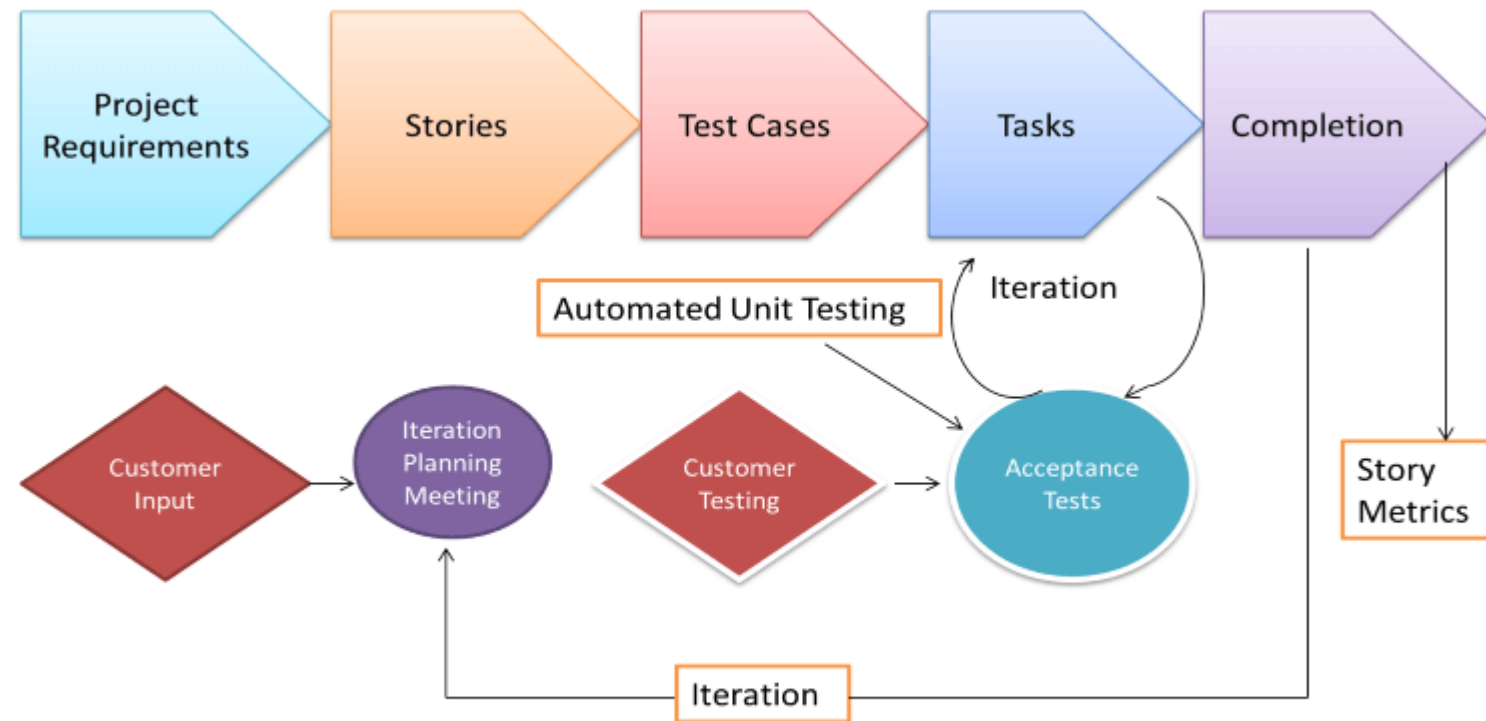 Project
Requirements
Stories
Test Cases
Tasks
Completion
Iteration
Automated Unit Testing
Customer
Input
Iteration
Planning
Meeting
Customer
Testing
Acceptance
Tests
Story
Metrics
Iteration